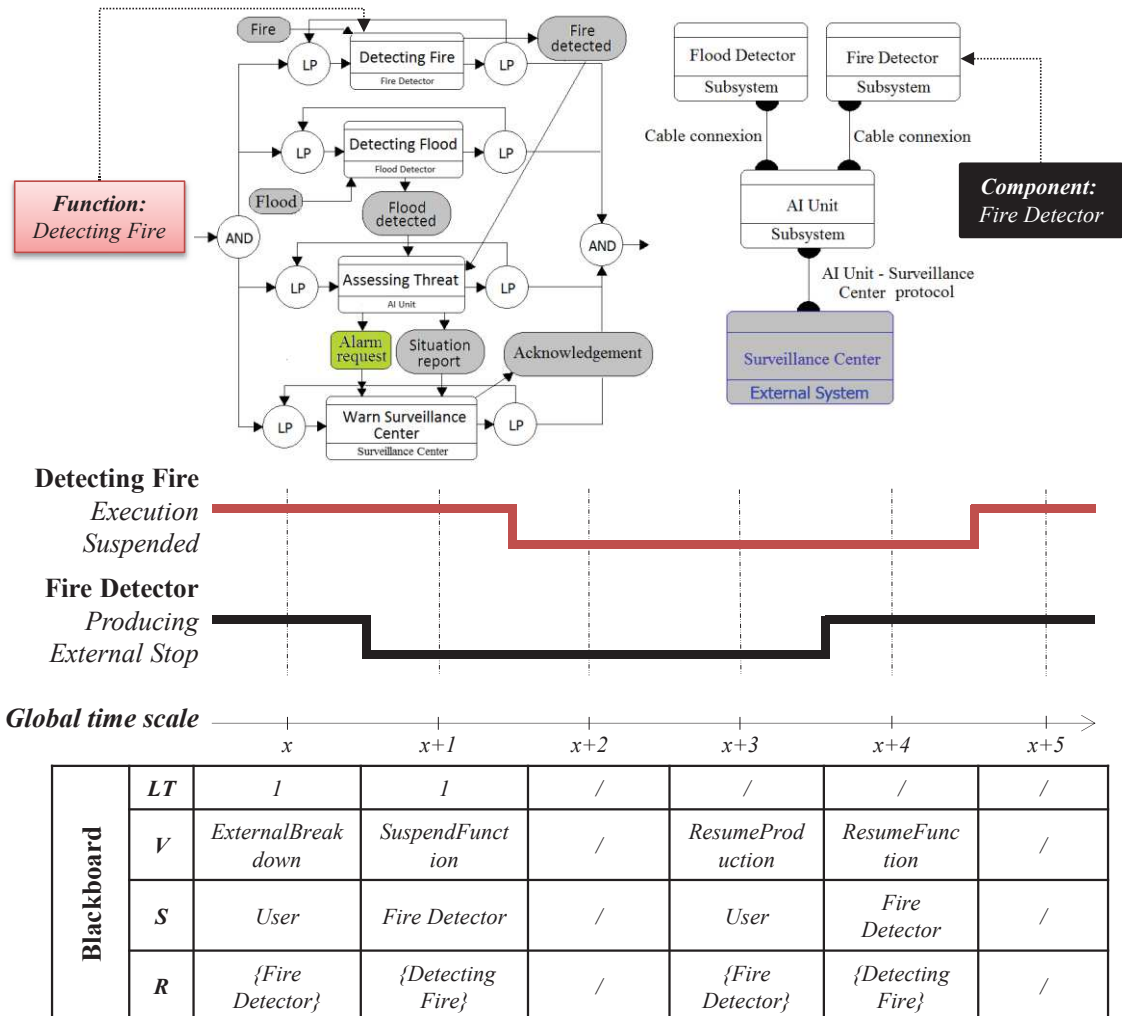 Fire
Fire
detected
LP
Detecting Fire
Fire Detector
LP
LP
Detecting Flood
Flood Detector
LP
Flood
Flood
detected
Function:
Detecting Fire
AND
AND
LP
Assessing Threat
AI Unit
LP
Alarm
request
Situation
report
Acknowledgement
LP
Warn Surveillance
Center
Surveillance Center
LP
Flood Detector
Subsystem
Fire Detector
Subsystem
Cable connexion
Cable connexion
AI Unit
Subsystem
Component:
Fire Detector
AI Unit - Surveillance
Center protocol
Surveillance Center
External System
Detecting Fire
Execution
Suspended
Fire Detector
Producing
External Stop
Global time scale
x
x+1
x+2
x+3
x+4
x+5
Blackboard
LT
1
1
/
/
/
/
V
ExternalBreak
down
SuspendFunct
ion
/
ResumeProd
uction
ResumeFunc
tion
/
S
User
Fire Detector
/
User
Fire
Detector
/
R
{Fire
Detector}
{Detecting
Fire}
/
{Fire
Detector}
{Detecting
Fire}
/